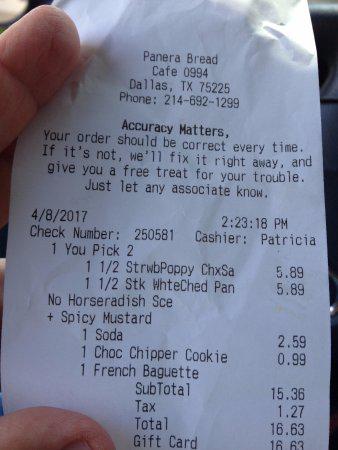 Panera Bread
Cafe 0994
Dallas, TX 75225
Phone: 214-692-1299
Accuracy Matters,
Your order should be correct every time.
If it's not, we'll fix it right away, and
give you a free treat for your trouble.
Just let any associate know.
4/8/2017 2:23:18 PM
Check Number: 250581 Cashier: Patricia
1 You Pick 2
1 1/2 StrwbPoppy ChxSa 5.89
1 1/2 Stk WhteChed Pan 5.89
No Horseradish Sce
+ Spicy Mustard
1 Soda 2.59
1 Choc Chipper Cookie 0.99
1 French Baguette
SubTotal 15.36
Tax 1.27
Total 16.63
Gift Card 16.63